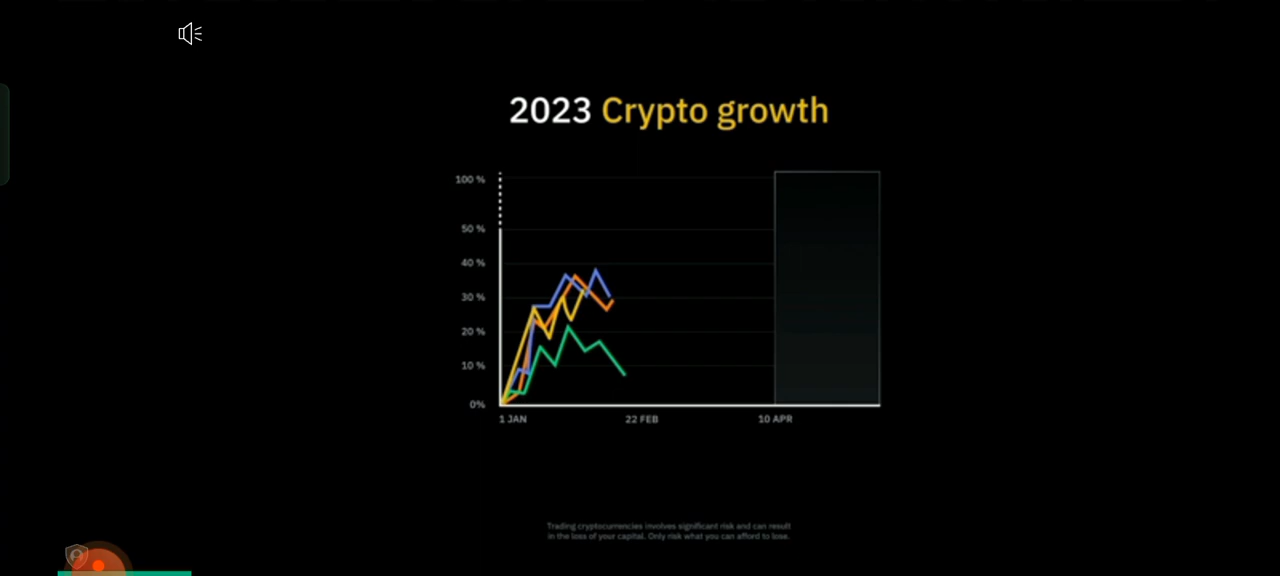 2023 Crypto growth
100 %
50 %
40 %
30 %
20 %
10 %
0%
1 JAN 22 FEB 10 APR
Trading cryptocurrencies involves significant risk and can result
in the loss of your capital. Only risk what you can afford to lose.